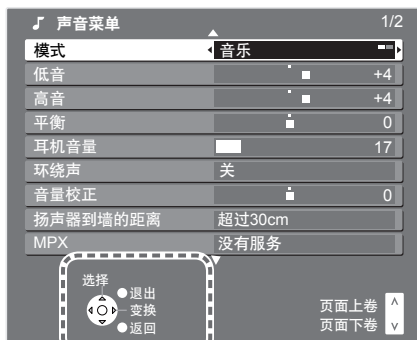 声音菜单 1/2
模式 音乐
低音 +4
高音 +4
平衡 0
耳机音量 17
环绕声 关
音量校正 0
扬声器到墙的距离 超过30cm
MPX 没有服务
选择
退出
变换
返回
页面上卷
页面下卷